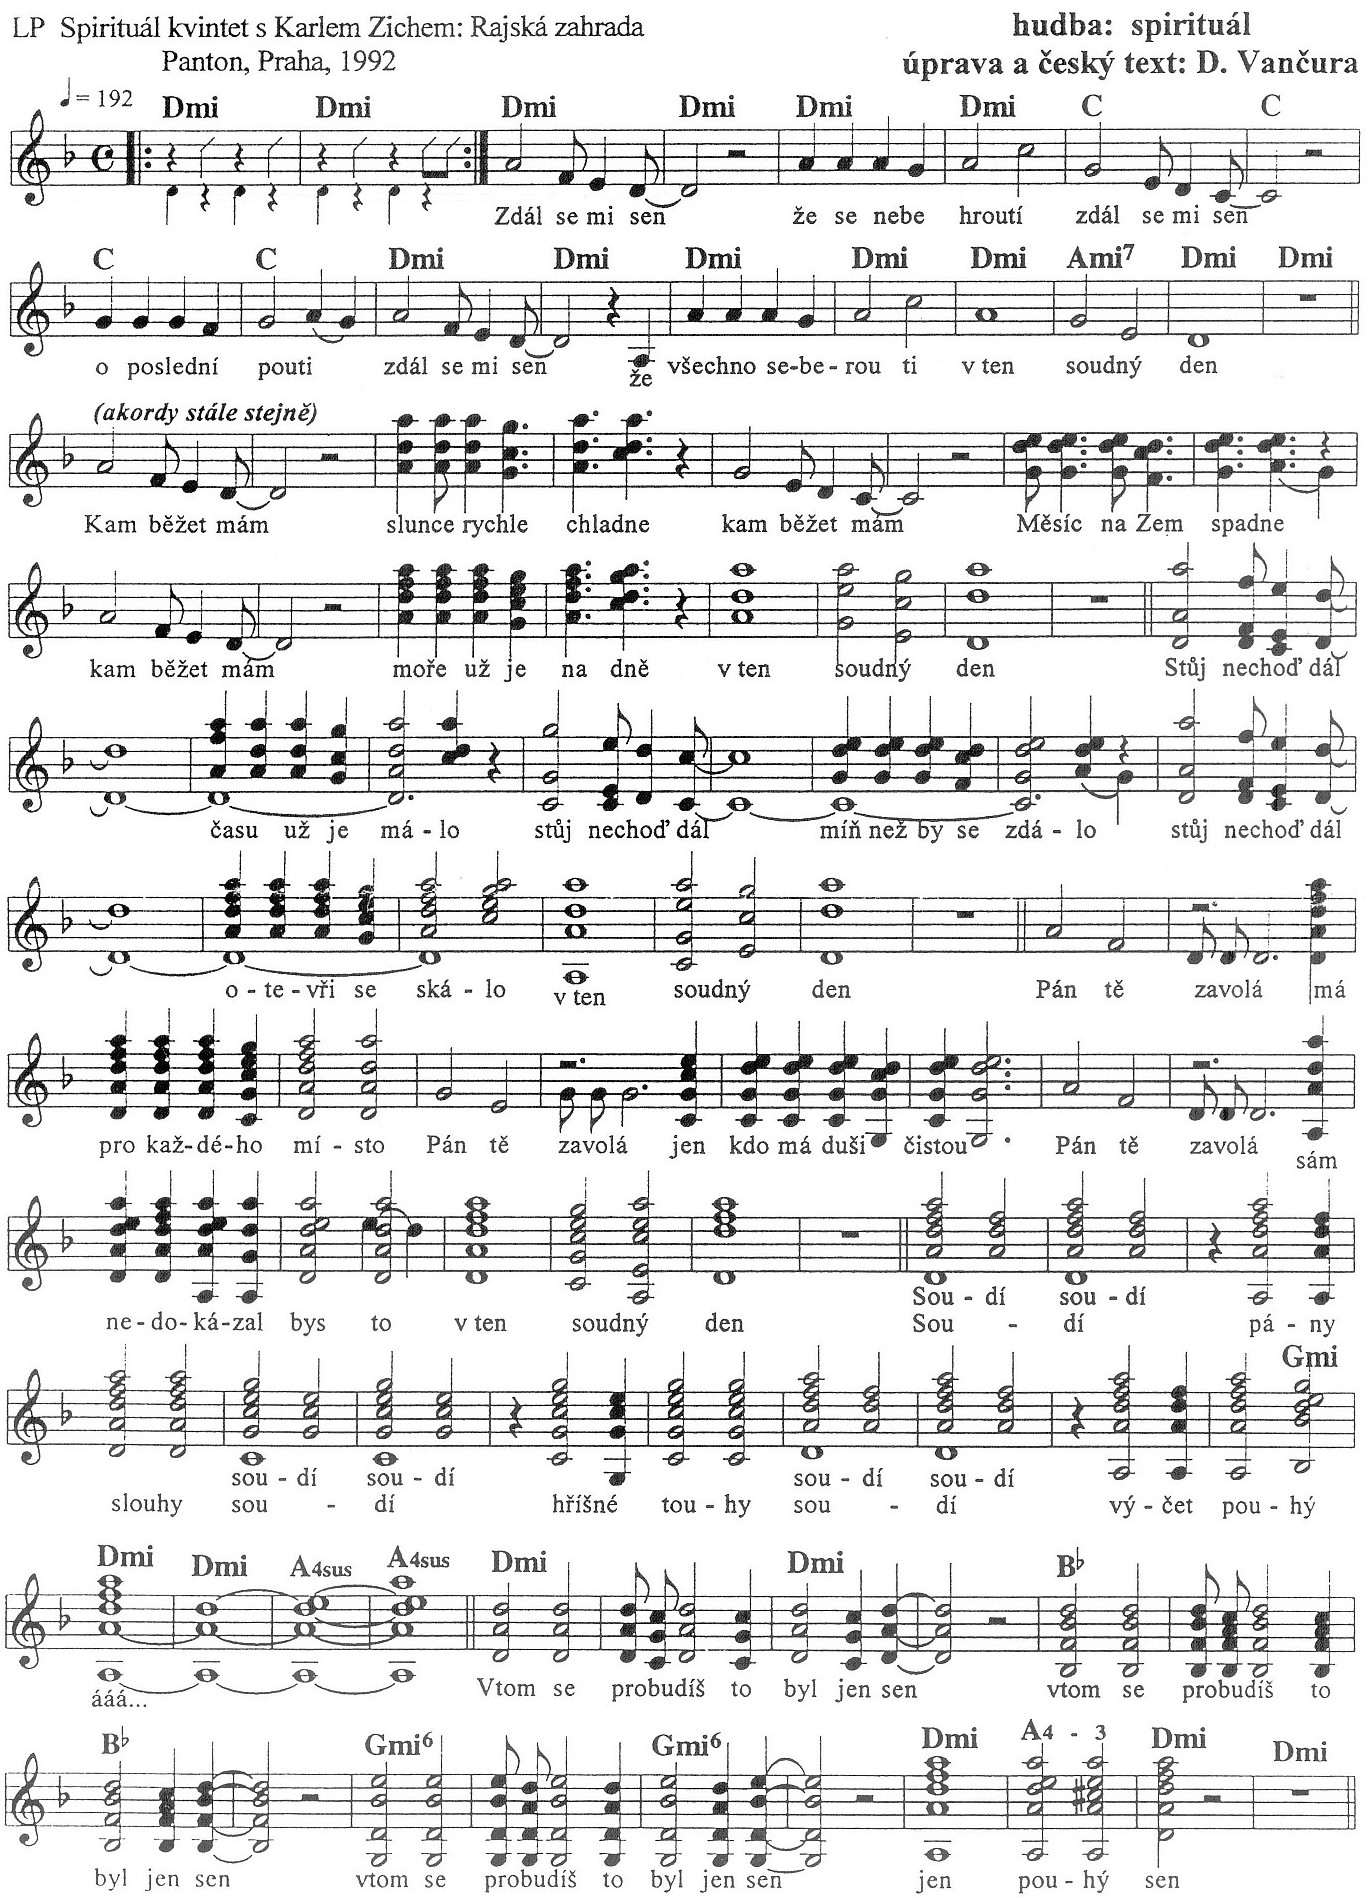 LP Spirituál kvintet s Karlem Zichem: Rajská zahrada
Panton, Praha, 1992
hudba: spirituál
úprava a český text: D. Vančura
= 192
Dmi Dmi Dmi Dmi Dmi Dmi C C
Zdál se mi sen že se nebe hroutí zdál se mi sen
C C Dmi Dmi Dmi Dmi Dmi Ami7 Dmi Dmi
o poslední pouti zdál se mi sen že všechno se-be-rou ti v ten soudný den
(akordy stále stejně)
Kam běžet mám slunce rychle chladne kam běžet mám Měsíc na Zem spadne
kam běžet mám moře už je na dně v ten soudný den Stůj nechoď dál
času už je má-lo stůj nechoď dál míň než by se zdá-lo stůj nechoď dál
o-te-vři se ská-lo v ten soudný den Pán tě zavolá má
pro kaž-dé-ho mí-sto Pán tě zavolá jen kdo má duši čistou Pán tě zavolá sám
ne-do-ká-zal bys to v ten soudný den Sou-dí sou-dí
Sou - dí pá-ny
Gmi
sou-dí sou-dí sou-dí sou-dí
slouhy sou - dí hříšné tou-hy sou - dí vý-čet pou-hý
Dmi Dmi A4sus A4sus Dmi Dmi B♭
ááá... Vtom se probudíš to byl jen sen vtom se probudíš to
B♭ Gmi6 Gmi6 Dmi A4 - 3 Dmi Dmi
byl jen sen vtom se probudíš to byl jen sen jen pou-hý sen